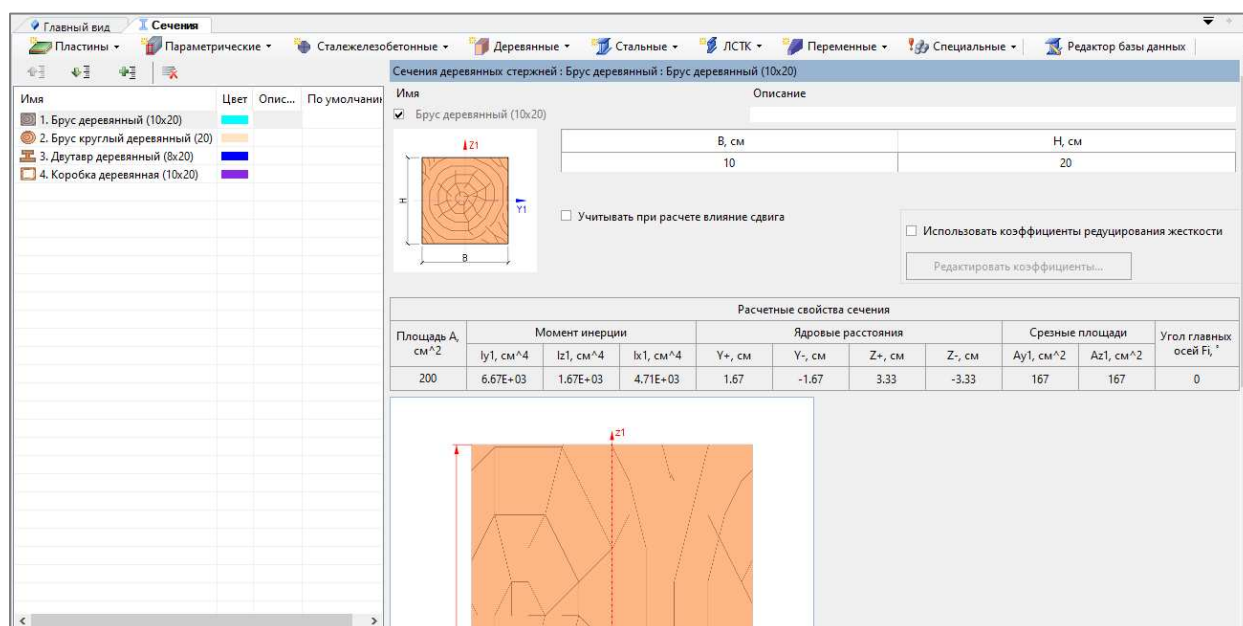 Главный вид Сечения
Пластины Параметрические Сталежелезобетонные Деревянные Стальные ЛСТК Переменные Специальные Редактор базы данных
Имя Цвет Опис... По умолчанию
1. Брус деревянный (10x20)
2. Брус круглый деревянный (20)
3. Двутавр деревянный (8x20)
4. Коробка деревянная (10x20)
Сечения деревянных стержней : Брус деревянный : Брус деревянный (10x20)
Имя Описание
Брус деревянный (10x20)
B, см H, см
10 20
Z1
H
Y1
B
Учитывать при расчете влияние сдвига
Использовать коэффициенты редуцирования жесткости
Редактировать коэффициенты...
Расчетные свойства сечения
Площадь A, см^2 Момент инерции Ядровые расстояния Срезные площади Угол главных осей Fi, °
Iy1, см^4 Iz1, см^4 Ix1, см^4 Y+, см Y-, см Z+, см Z-, см Ay1, см^2 Az1, см^2
200 6.67E+03 1.67E+03 4.71E+03 1.67 -1.67 3.33 -3.33 167 167 0
z1